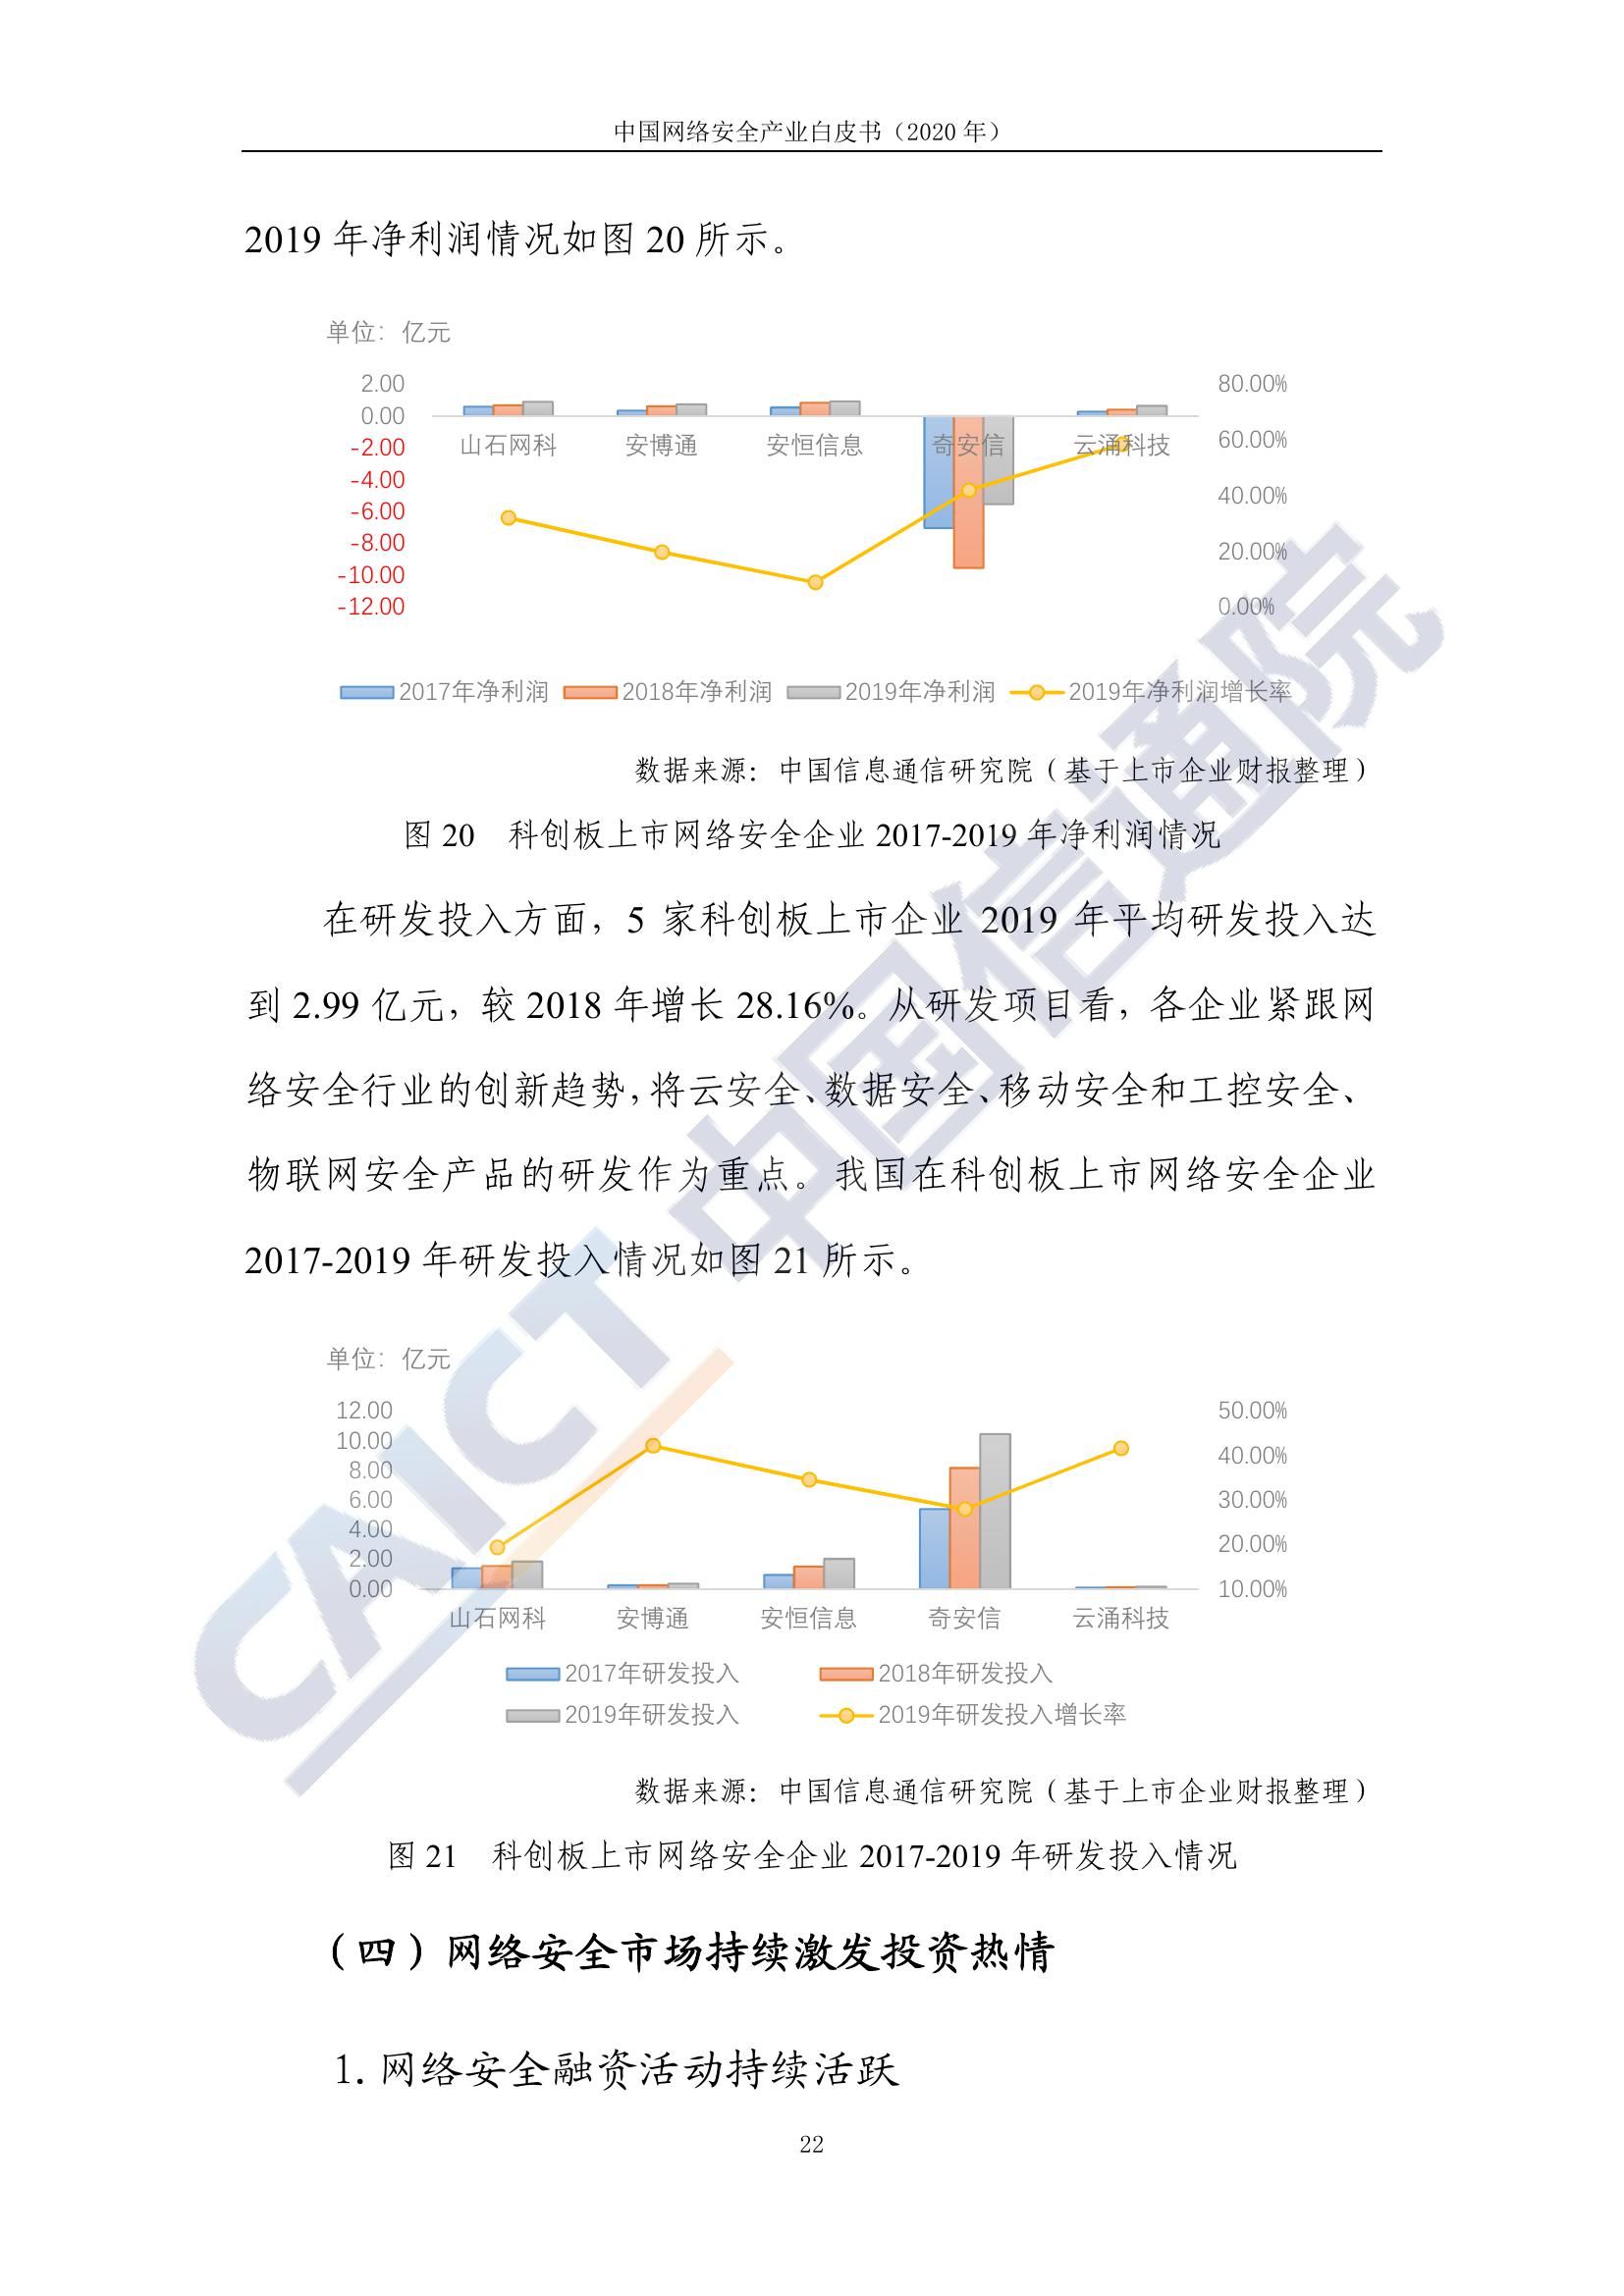 中国网络安全产业白皮书（2020 年）
2019 年净利润情况如图 20 所示。
单位：亿元
2.00
0.00
-2.00
-4.00
-6.00
-8.00
-10.00
-12.00
80.00%
60.00%
40.00%
20.00%
0.00%
山石网科 安博通 安恒信息 奇安信 云涌科技
2017年净利润 2018年净利润 2019年净利润 2019年净利润增长率
数据来源：中国信息通信研究院（基于上市企业财报整理）
图 20 科创板上市网络安全企业 2017-2019 年净利润情况
在研发投入方面，5 家科创板上市企业 2019 年平均研发投入达
到 2.99 亿元，较 2018 年增长 28.16%。从研发项目看，各企业紧跟网
络安全行业的创新趋势，将云安全、数据安全、移动安全和工控安全、
物联网安全产品的研发作为重点。我国在科创板上市网络安全企业
2017-2019 年研发投入情况如图 21 所示。
单位：亿元
12.00
10.00
8.00
6.00
4.00
2.00
0.00
50.00%
40.00%
30.00%
20.00%
10.00%
山石网科 安博通 安恒信息 奇安信 云涌科技
2017年研发投入 2018年研发投入
2019年研发投入 2019年研发投入增长率
数据来源：中国信息通信研究院（基于上市企业财报整理）
图 21 科创板上市网络安全企业 2017-2019 年研发投入情况
（四）网络安全市场持续激发投资热情
1. 网络安全融资活动持续活跃
22
CAICT 中国信通院